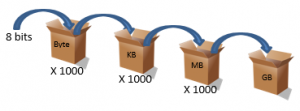 8 bits
Byte
KB
MB
GB
X 1000
X 1000
X 1000